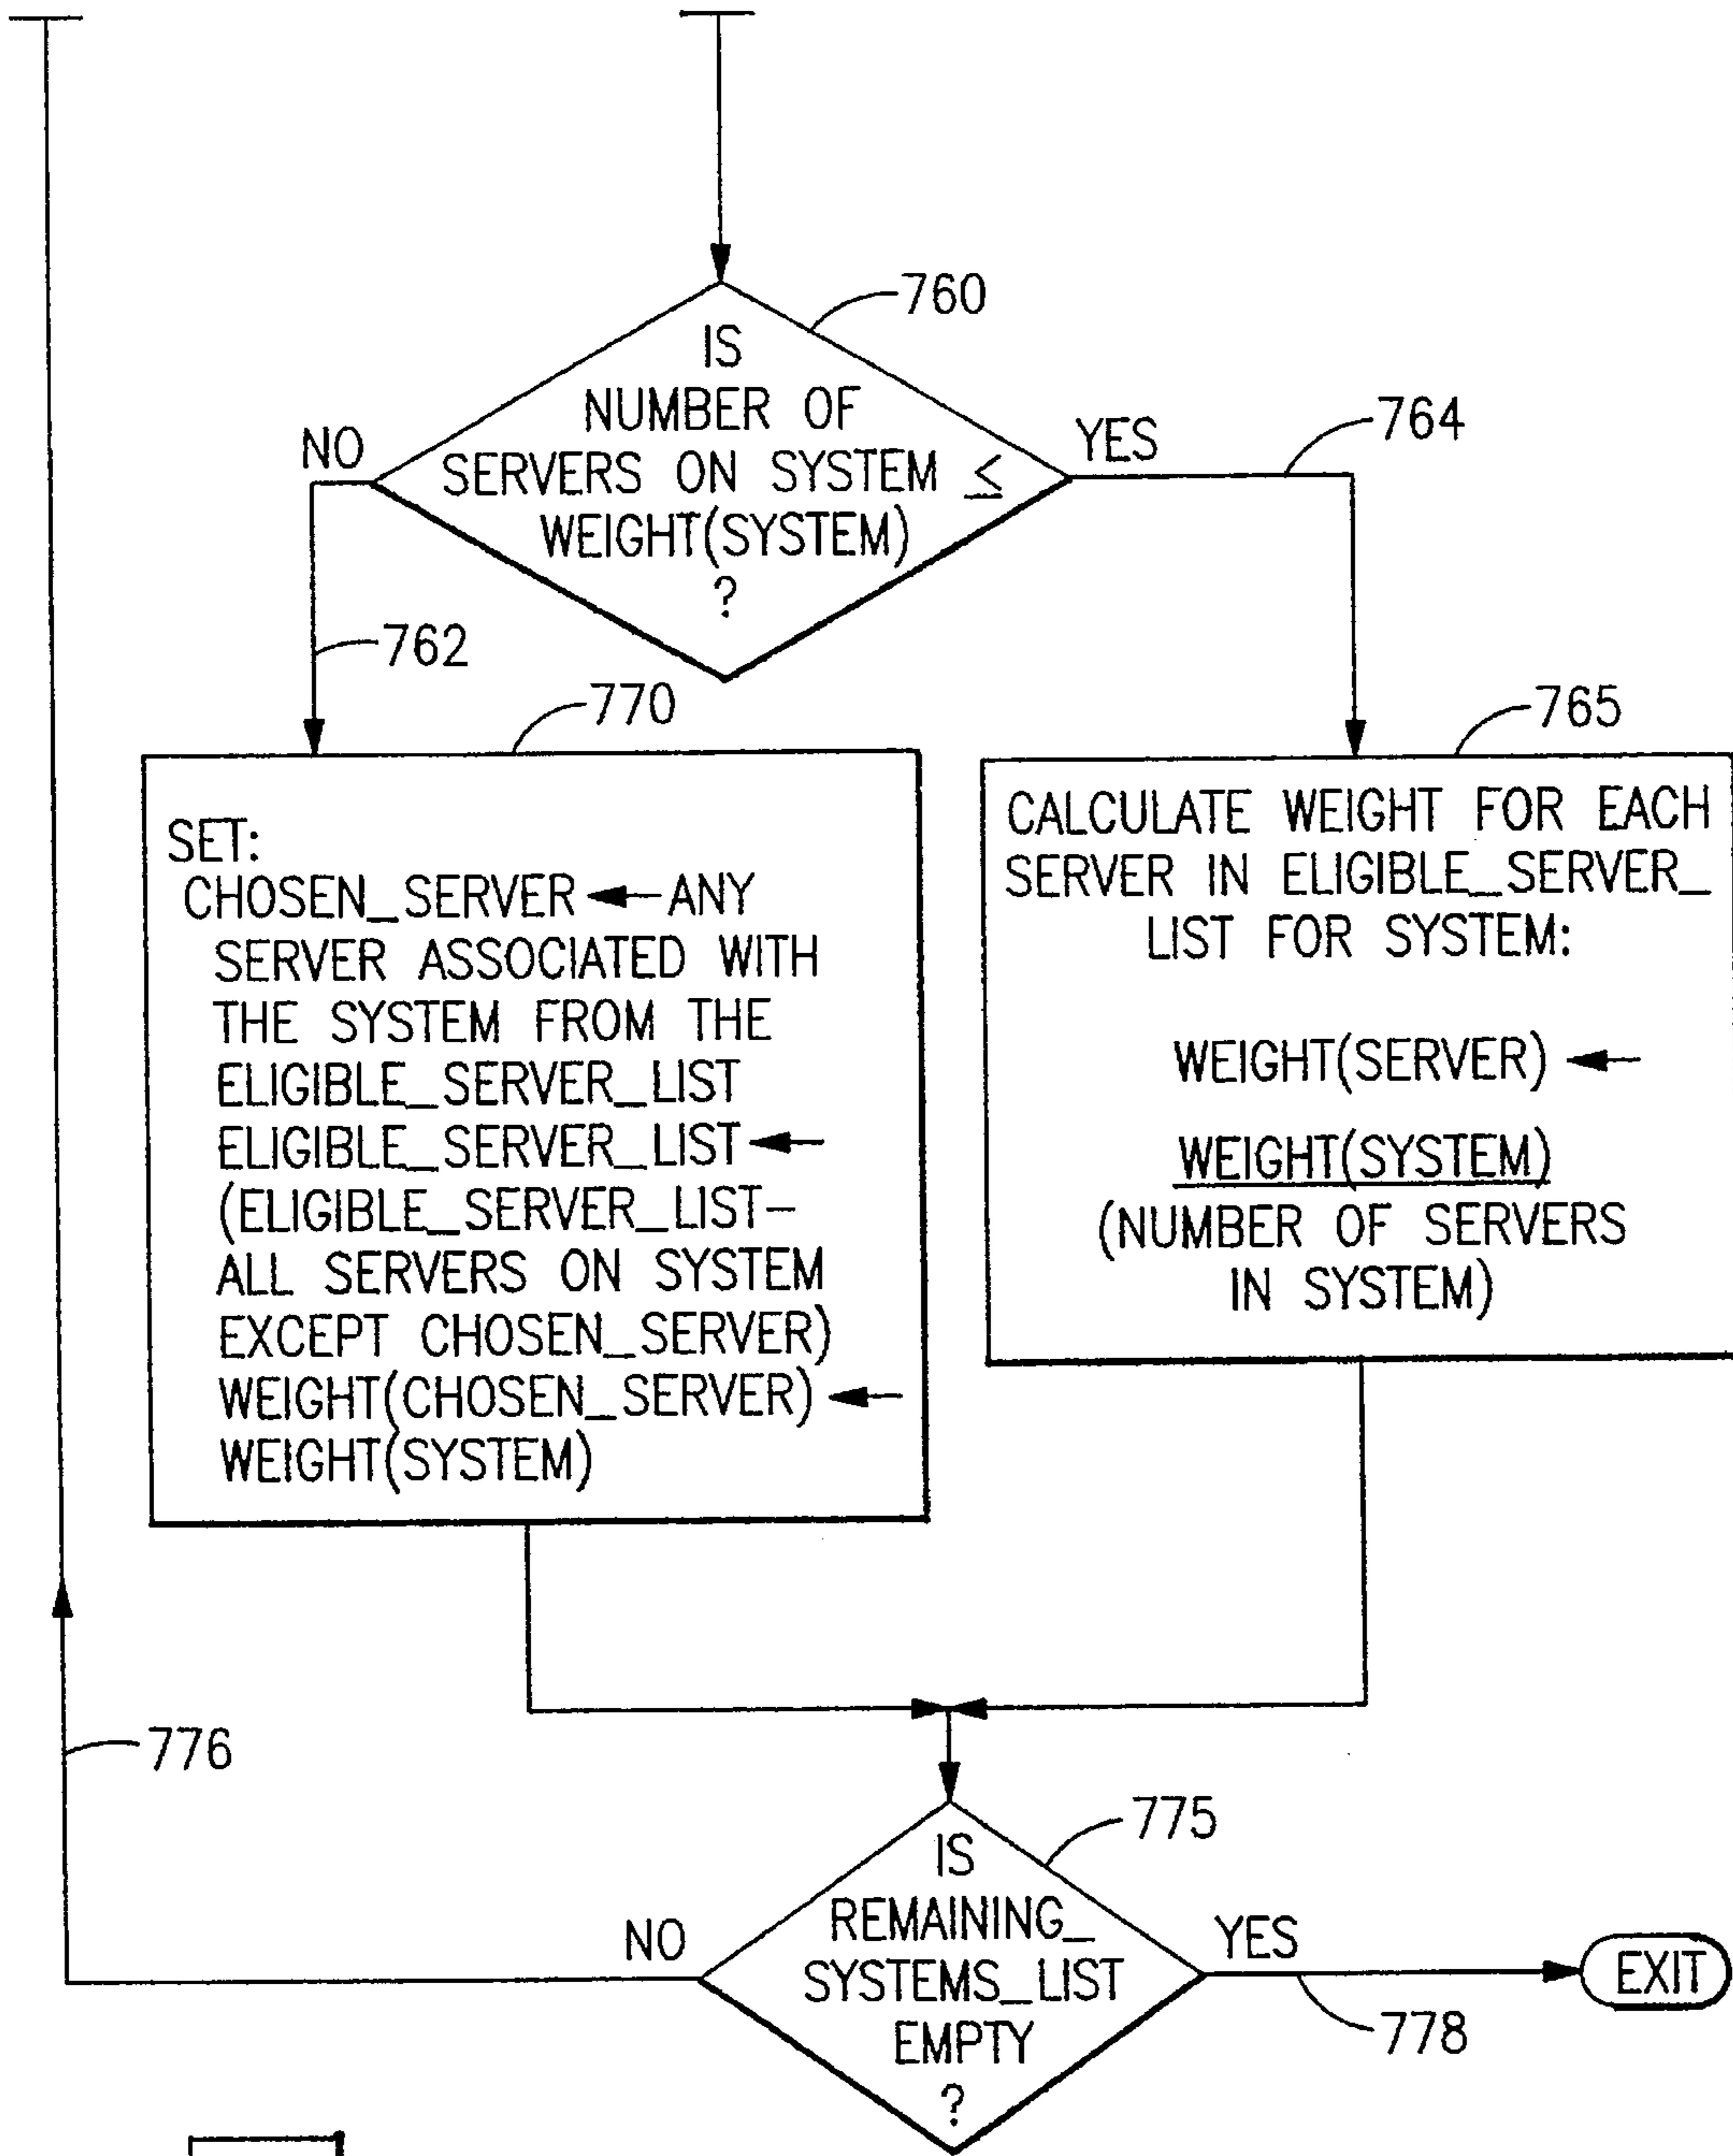 760
IS
NUMBER OF
SERVERS ON SYSTEM ≤
WEIGHT(SYSTEM)
?
NO
YES
764
762
770
765
SET:
CHOSEN_SERVER ← ANY
SERVER ASSOCIATED WITH
THE SYSTEM FROM THE
ELIGIBLE_SERVER_LIST
ELIGIBLE_SERVER_LIST ←
(ELIGIBLE_SERVER_LIST–
ALL SERVERS ON SYSTEM
EXCEPT CHOSEN_SERVER)
WEIGHT(CHOSEN_SERVER) ←
WEIGHT(SYSTEM)
CALCULATE WEIGHT FOR EACH
SERVER IN ELIGIBLE_SERVER_
LIST FOR SYSTEM:
WEIGHT(SERVER) ←
WEIGHT(SYSTEM)
(NUMBER OF SERVERS
IN SYSTEM)
776
775
IS
REMAINING_
SYSTEMS_LIST
EMPTY
?
NO
YES
778
EXIT